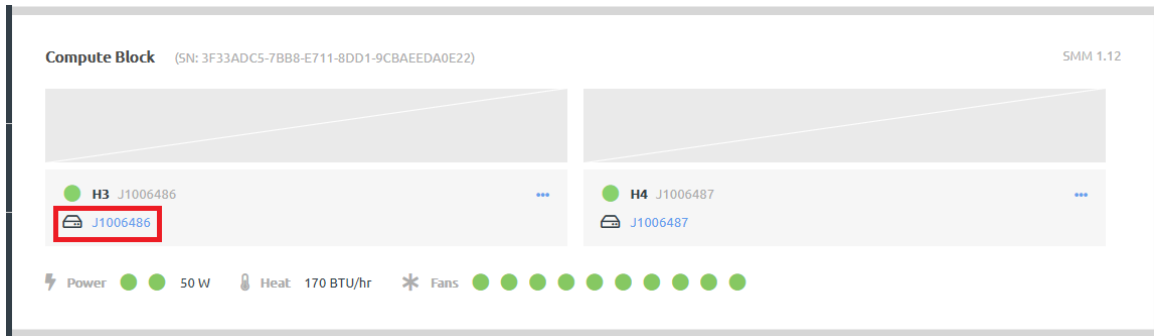 Compute Block (SN: 3F33ADC5-7BB8-E711-8DD1-9CBAEEDA0E22) SMM 1.12
H3 J1006486 ••• H4 J1006487 •••
J1006486 J1006487
Power 50 W Heat 170 BTU/hr Fans